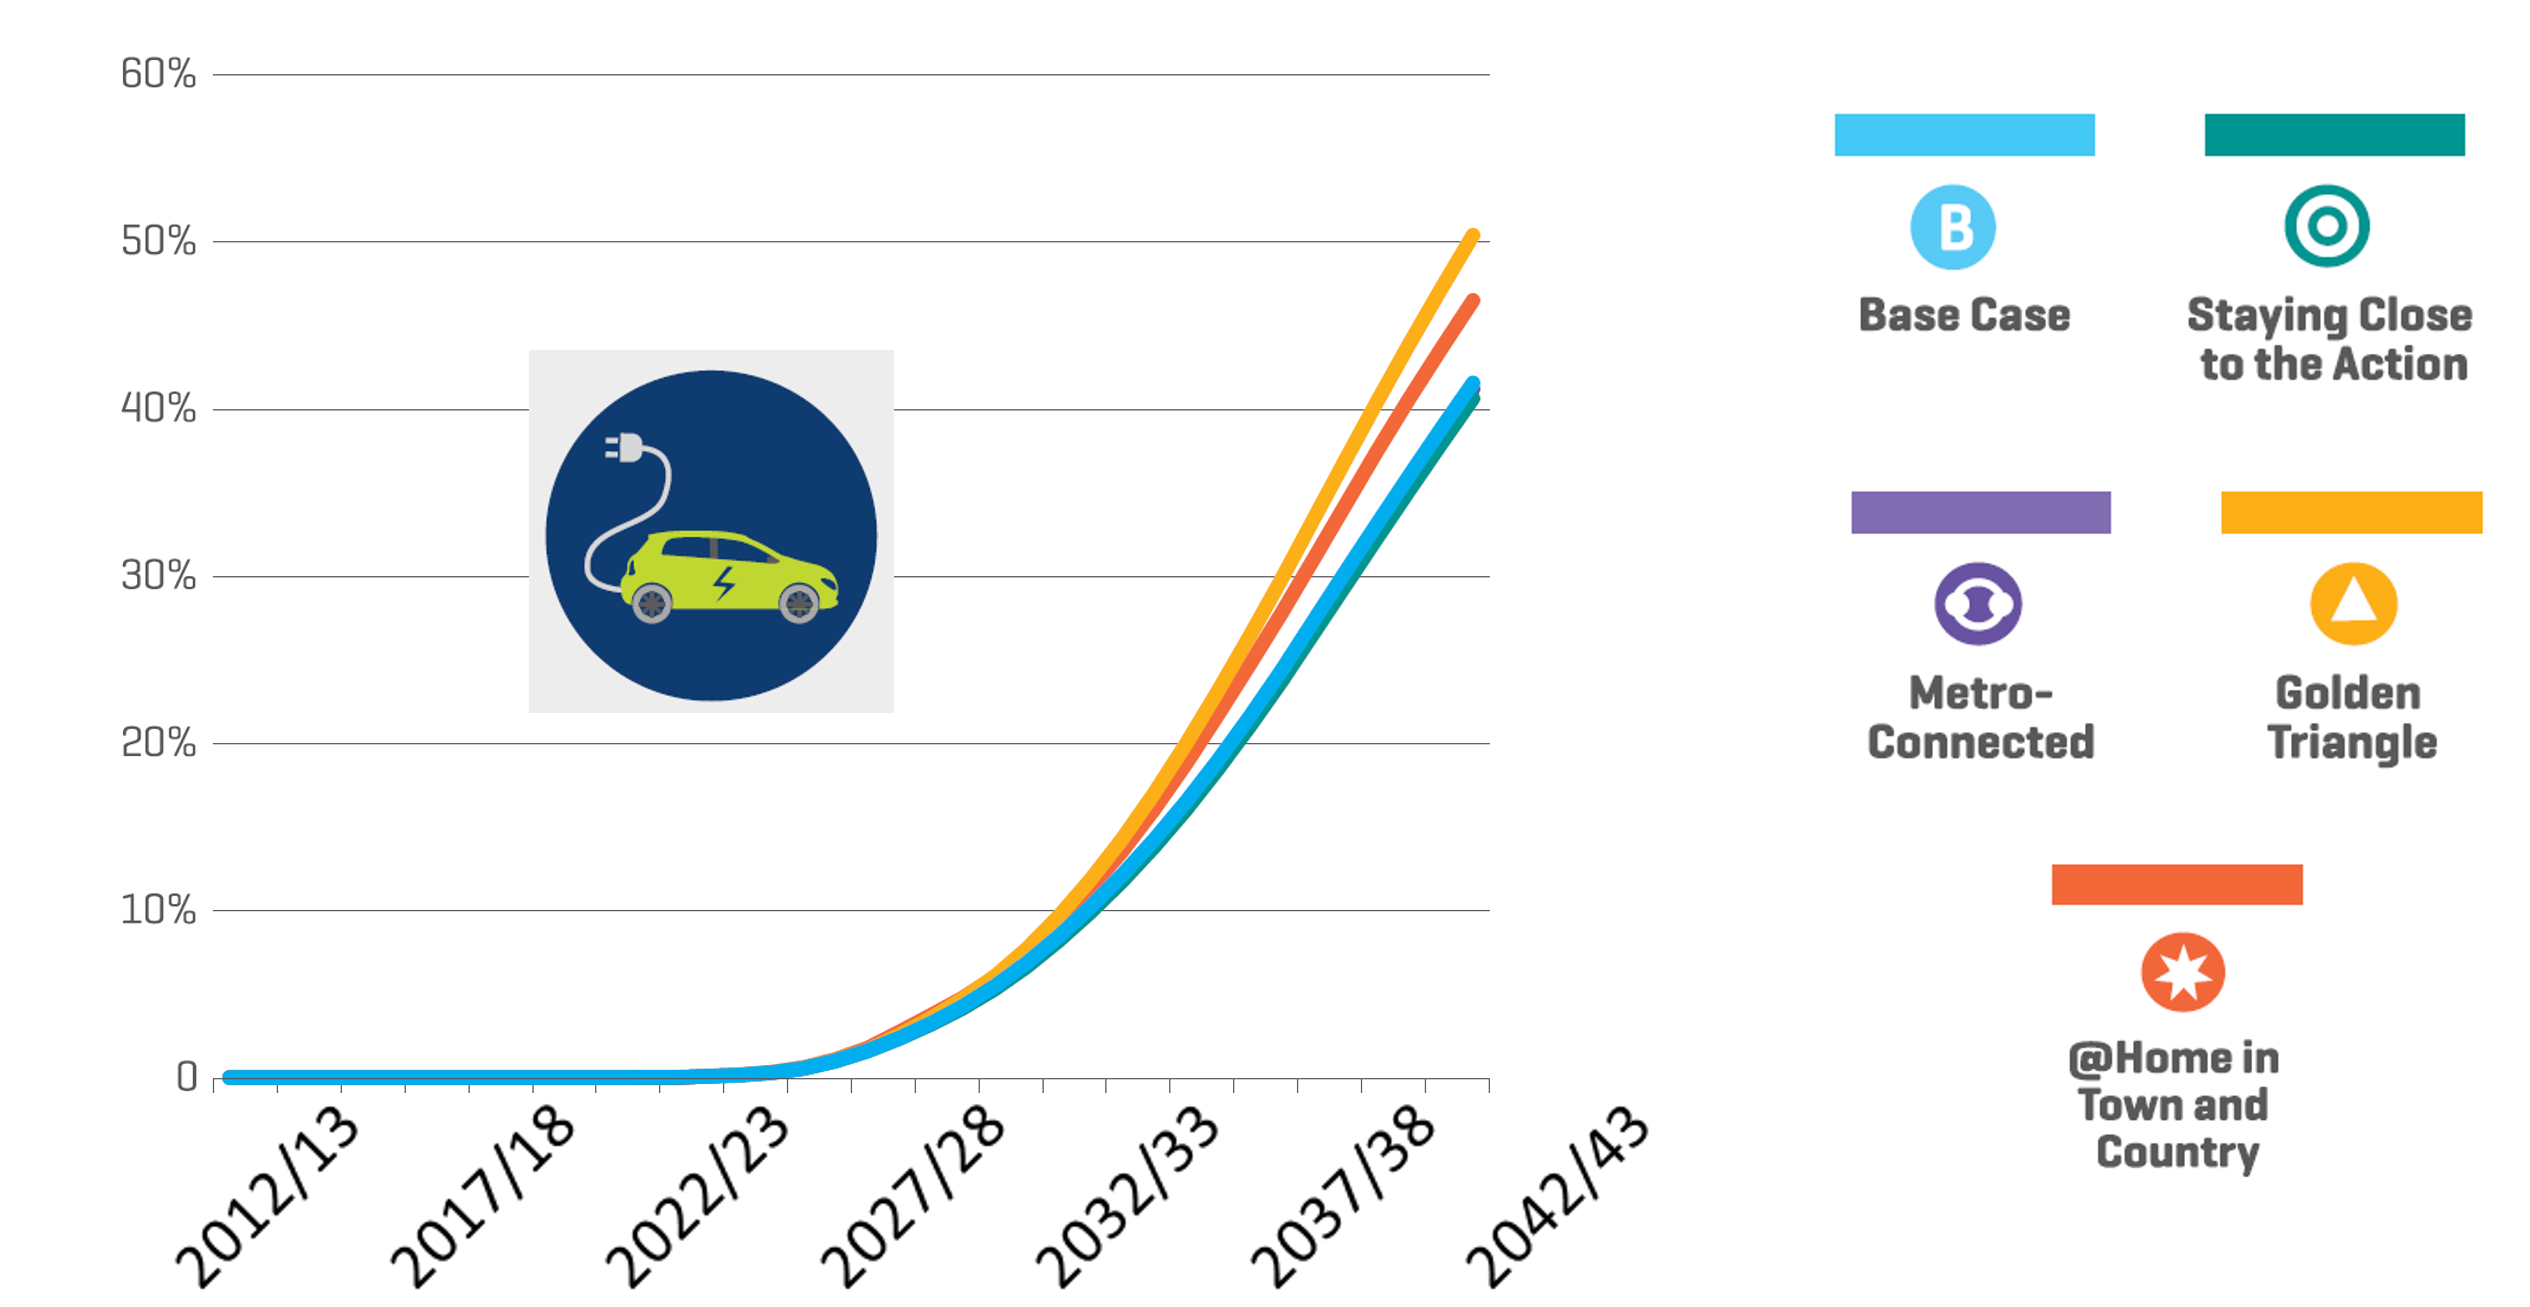 60%
50%
40%
30%
20%
10%
0
2012/13
2017/18
2022/23
2027/28
2032/33
2037/38
2042/43
B
Base Case
Staying Close
to the Action
Metro-
Connected
Golden
Triangle
@Home in
Town and
Country